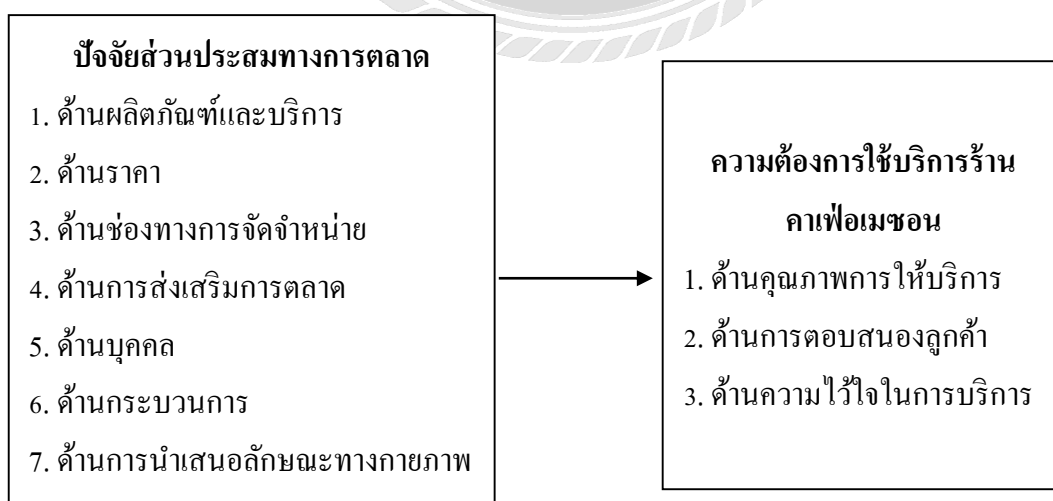 ปัจจัยส่วนประสมทางการตลาด
1. ด้านผลิตภัณฑ์และบริการ
2. ด้านราคา
3. ด้านช่องทางการจัดจำหน่าย
4. ด้านการส่งเสริมการตลาด
5. ด้านบุคคล
6. ด้านกระบวนการ
7. ด้านการนำเสนอลักษณะทางกายภาพ
ความต้องการใช้บริการร้าน
คาเฟ่อเมซอน
1. ด้านคุณภาพการให้บริการ
2. ด้านการตอบสนองลูกค้า
3. ด้านความไว้ใจในการบริการ